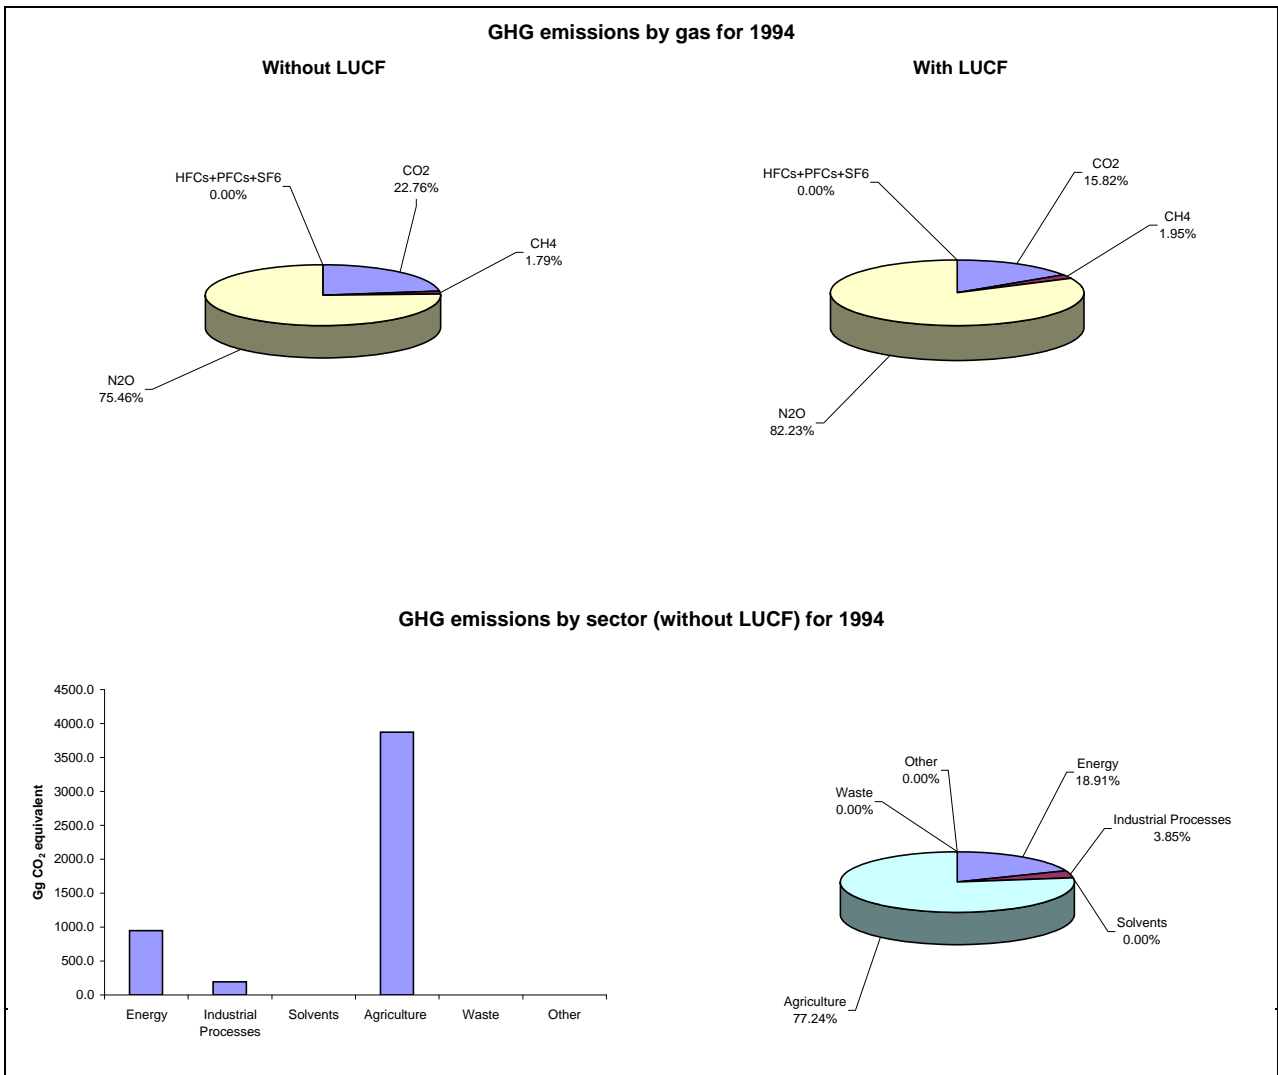 GHG emissions by gas for 1994
Without LUCF
With LUCF
HFCs+PFCs+SF6
0.00%
CO2
22.76%
CH4
1.79%
N2O
75.46%
HFCs+PFCs+SF6
0.00%
CO2
15.82%
CH4
1.95%
N2O
82.23%
GHG emissions by sector (without LUCF) for 1994
Gg CO₂ equivalent
4500.0
4000.0
3500.0
3000.0
2500.0
2000.0
1500.0
1000.0
500.0
0.0
Energy
Industrial
Processes
Solvents
Agriculture
Waste
Other
Other
0.00%
Waste
0.00%
Energy
18.91%
Industrial Processes
3.85%
Solvents
0.00%
Agriculture
77.24%